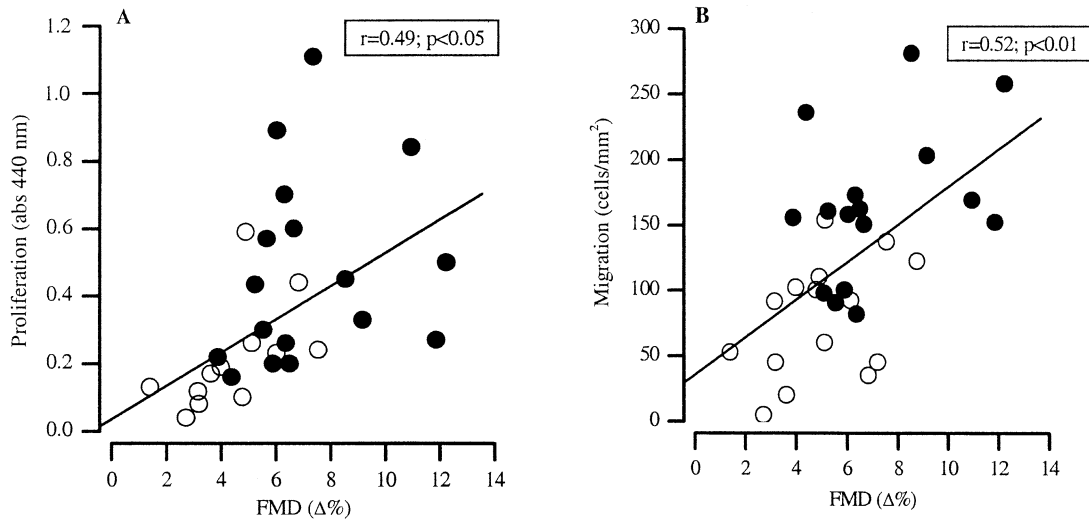 A
r=0.49; p<0.05
Proliferation (abs 440 nm)
1.2
1.0
0.8
0.6
0.4
0.2
0.0
0 2 4 6 8 10 12 14
FMD (Δ%)
B
r=0.52; p<0.01
Migration (cells/mm²)
300
250
200
150
100
50
0
0 2 4 6 8 10 12 14
FMD (Δ%)